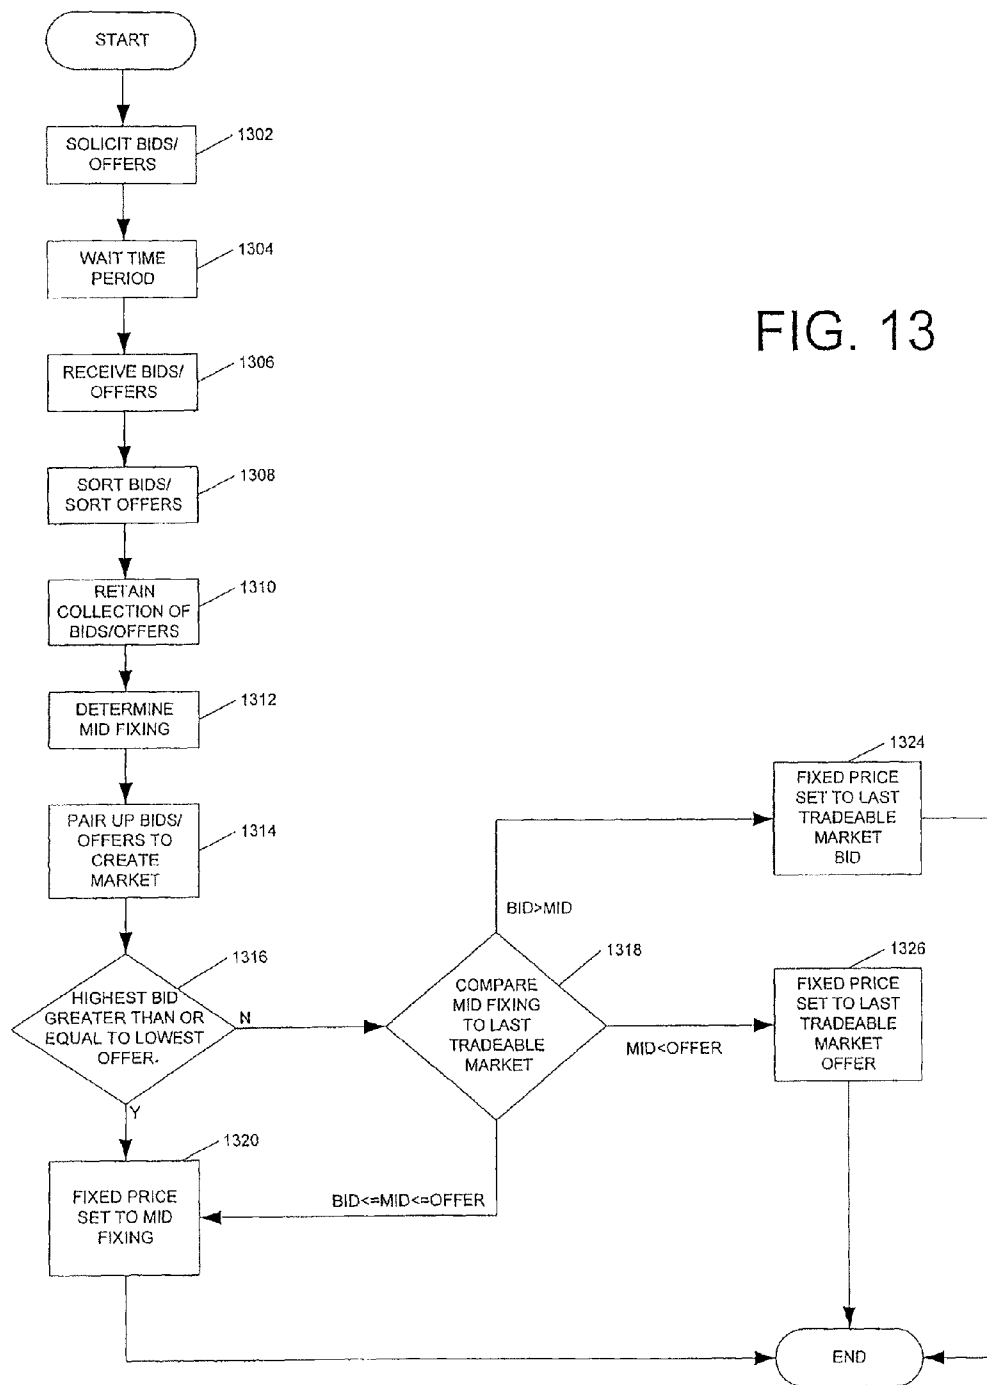 START
1302
SOLICIT BIDS/
OFFERS
1304
WAIT TIME
PERIOD
FIG. 13
1306
RECEIVE BIDS/
OFFERS
1308
SORT BIDS/
SORT OFFERS
1310
RETAIN
COLLECTION OF
BIDS/OFFERS
1312
DETERMINE
MID FIXING
1314
PAIR UP BIDS/
OFFERS TO
CREATE
MARKET
1324
FIXED PRICE
SET TO LAST
TRADEABLE
MARKET
BID
BID>MID
1316
HIGHEST BID
GREATER THAN OR
EQUAL TO LOWEST
OFFER.
N
Y
1318
COMPARE
MID FIXING
TO LAST
TRADEABLE
MARKET
MID<OFFER
1326
FIXED PRICE
SET TO LAST
TRADEABLE
MARKET
OFFER
1320
FIXED PRICE
SET TO MID
FIXING
BID<=MID<=OFFER
END